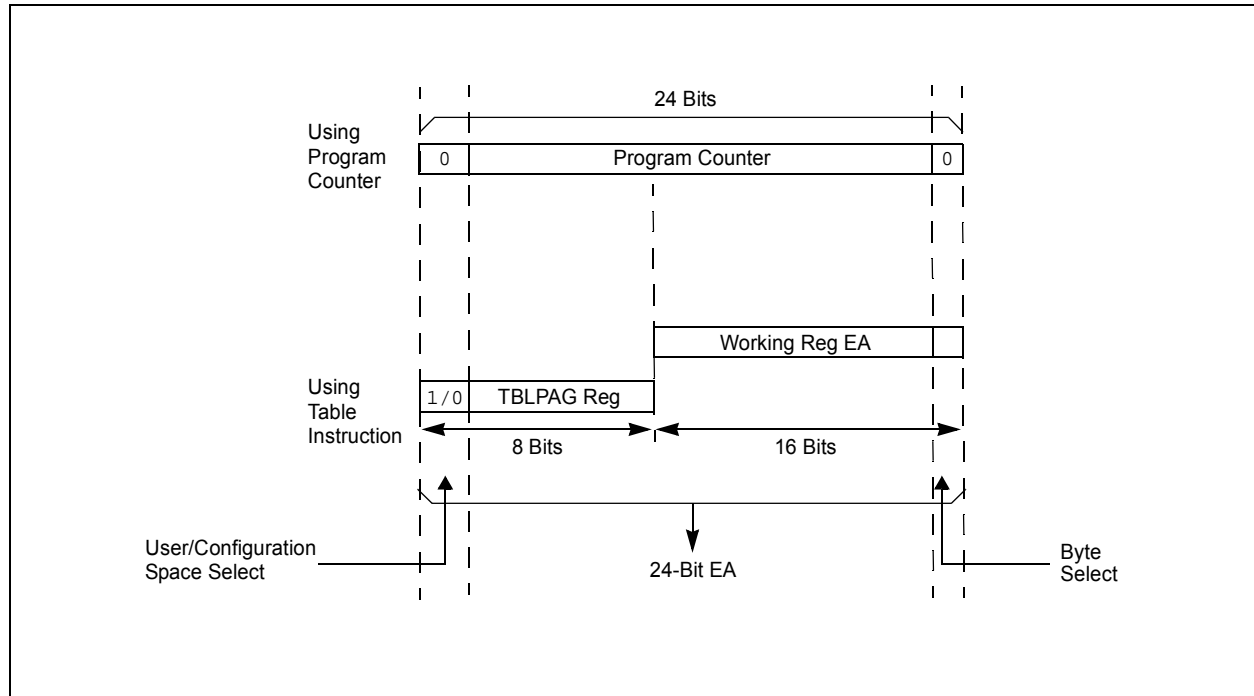 24 Bits
Using
Program
Counter
0
Program Counter
0
Working Reg EA
Using
Table
Instruction
1/0
TBLPAG Reg
8 Bits
16 Bits
User/Configuration
Space Select
24-Bit EA
Byte
Select